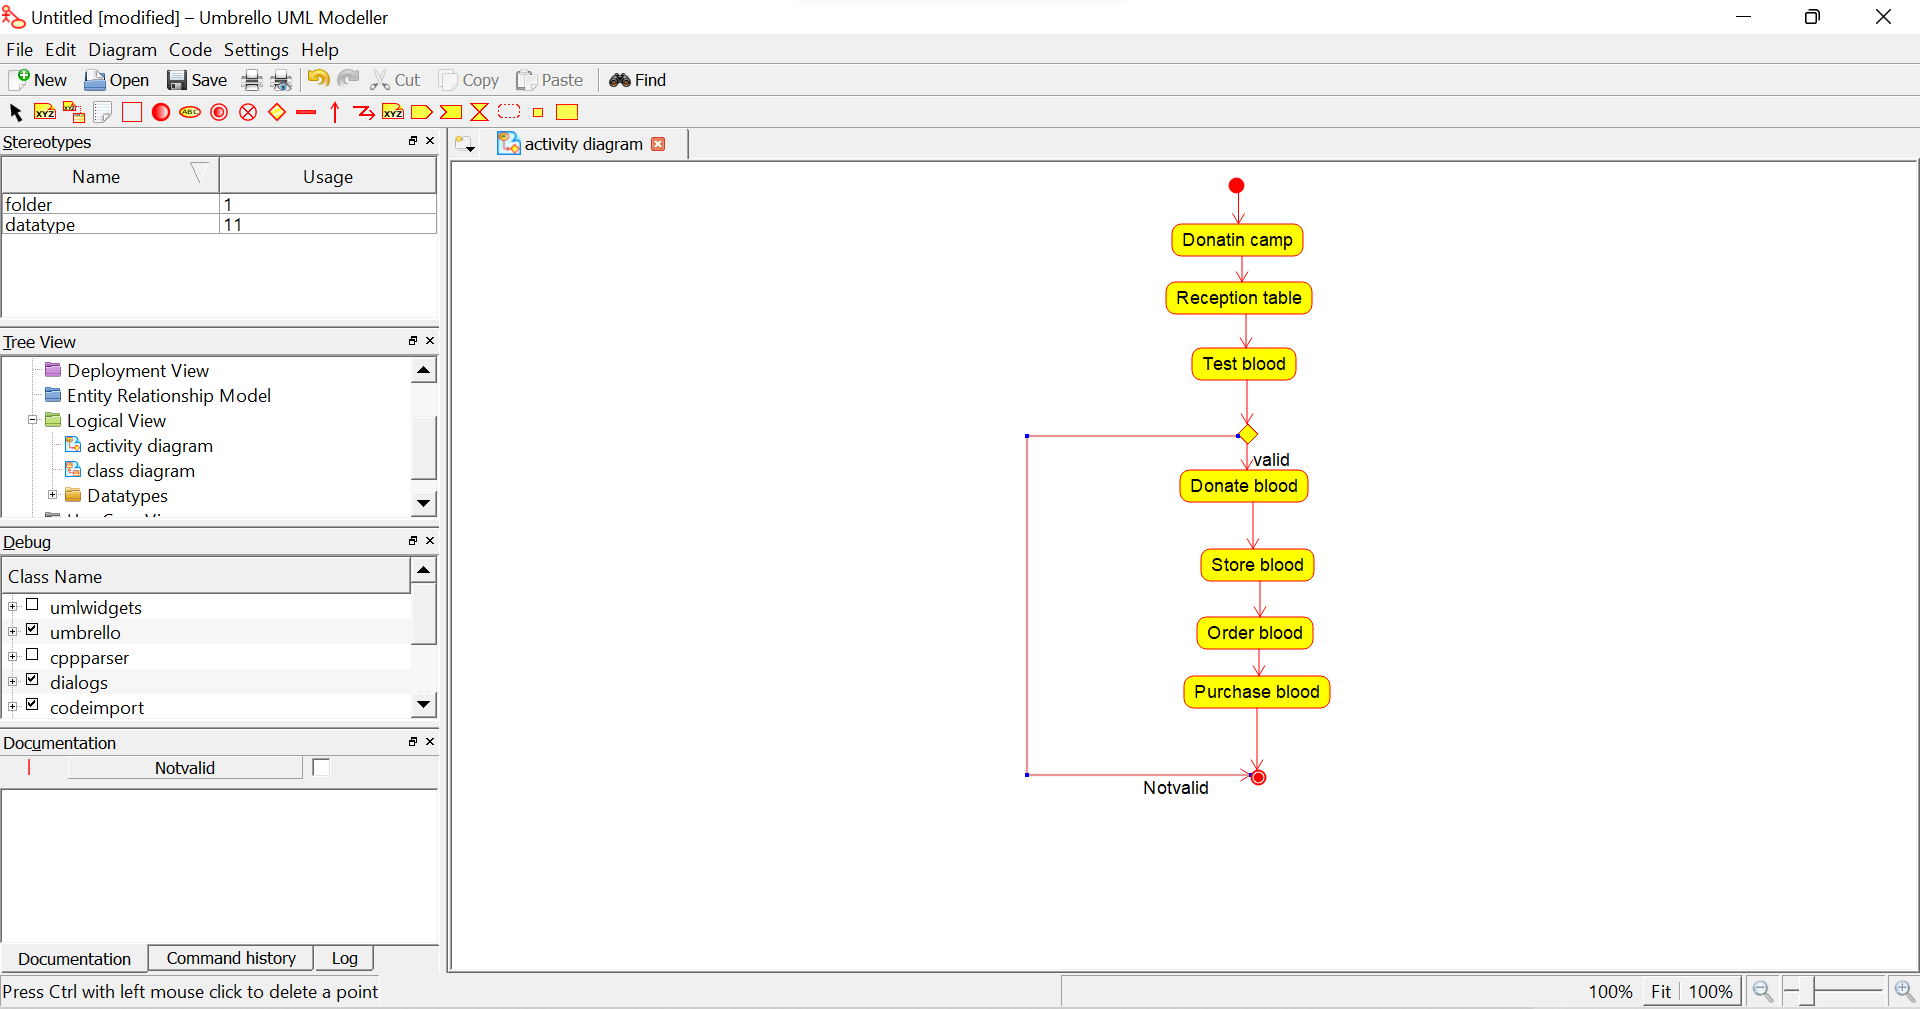 Untitled [modified] – Umbrello UML Modeller
File Edit Diagram Code Settings Help
New Open Save Cut Copy Paste Find
XYZ XYZ ABC XYZ
Stereotypes
activity diagram
Name Usage
folder 1
datatype 11
Tree View
Deployment View
Entity Relationship Model
Logical View
activity diagram
class diagram
Datatypes
Debug
Class Name
umlwidgets
umbrello
cppparser
dialogs
codeimport
Documentation
Notvalid
Documentation Command history Log
Press Ctrl with left mouse click to delete a point
Donatin camp
Reception table
Test blood
valid
Donate blood
Store blood
Order blood
Purchase blood
Notvalid
100% Fit 100%